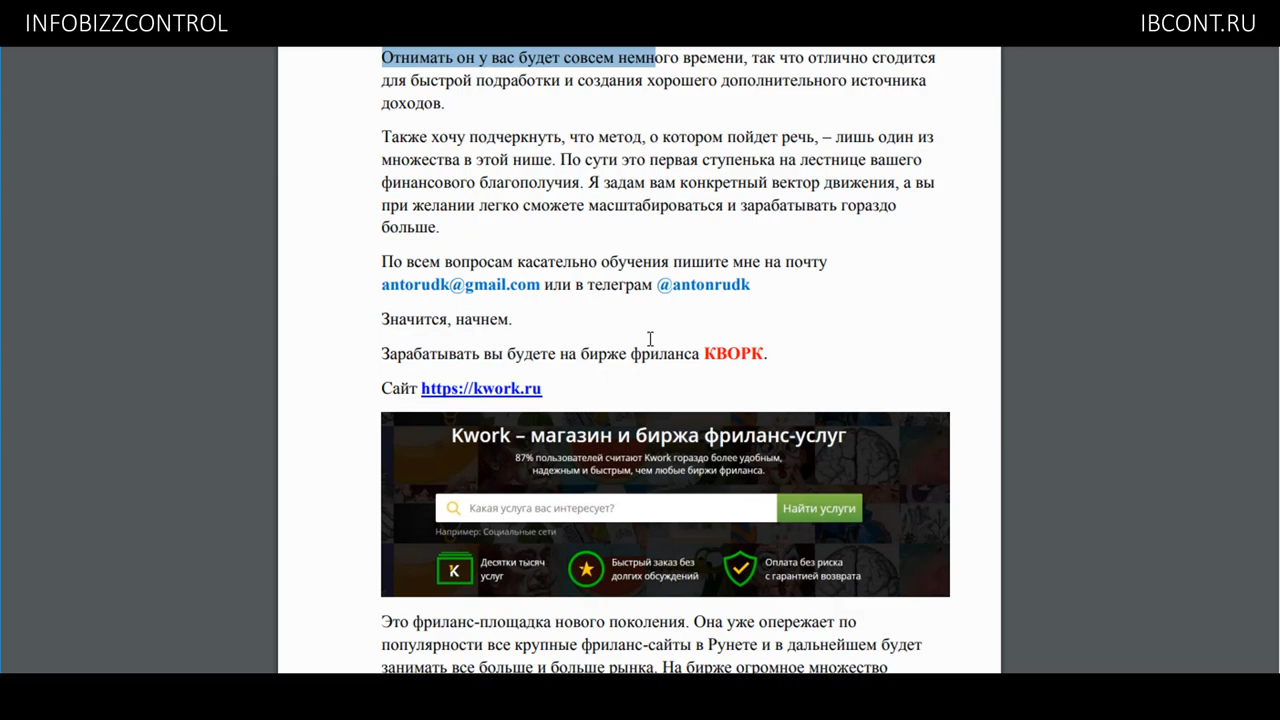 INFOBIZZCONTROL
IBCONT.RU
Отнимать он у вас будет совсем немного времени, так что отлично сгодится
для быстрой подработки и создания хорошего дополнительного источника
доходов.
Также хочу подчеркнуть, что метод, о котором пойдет речь, – лишь один из
множества в этой нише. По сути это первая ступенька на лестнице вашего
финансового благополучия. Я задам вам конкретный вектор движения, а вы
при желании легко сможете масштабироваться и зарабатывать гораздо
больше.
По всем вопросам касательно обучения пишите мне на почту
antorudk@gmail.com или в телеграм @antonrudk
Значится, начнем.
Зарабатывать вы будете на бирже фриланса КВОРК.
Сайт https://kwork.ru
Kwork – магазин и биржа фриланс-услуг
87% пользователей считают Kwork гораздо более удобным,
надежным и быстрым, чем любые биржи фриланса.
Какая услуга вас интересует?
Найти услуги
Например: Социальные сети
K
Десятки тысяч
услуг
Быстрый заказ без
долгих обсуждений
Оплата без риска
с гарантией возврата
Это фриланс-площадка нового поколения. Она уже опережает по
популярности все крупные фриланс-сайты в Рунете и в дальнейшем будет
занимать все больше и больше рынка. На бирже огромное множество